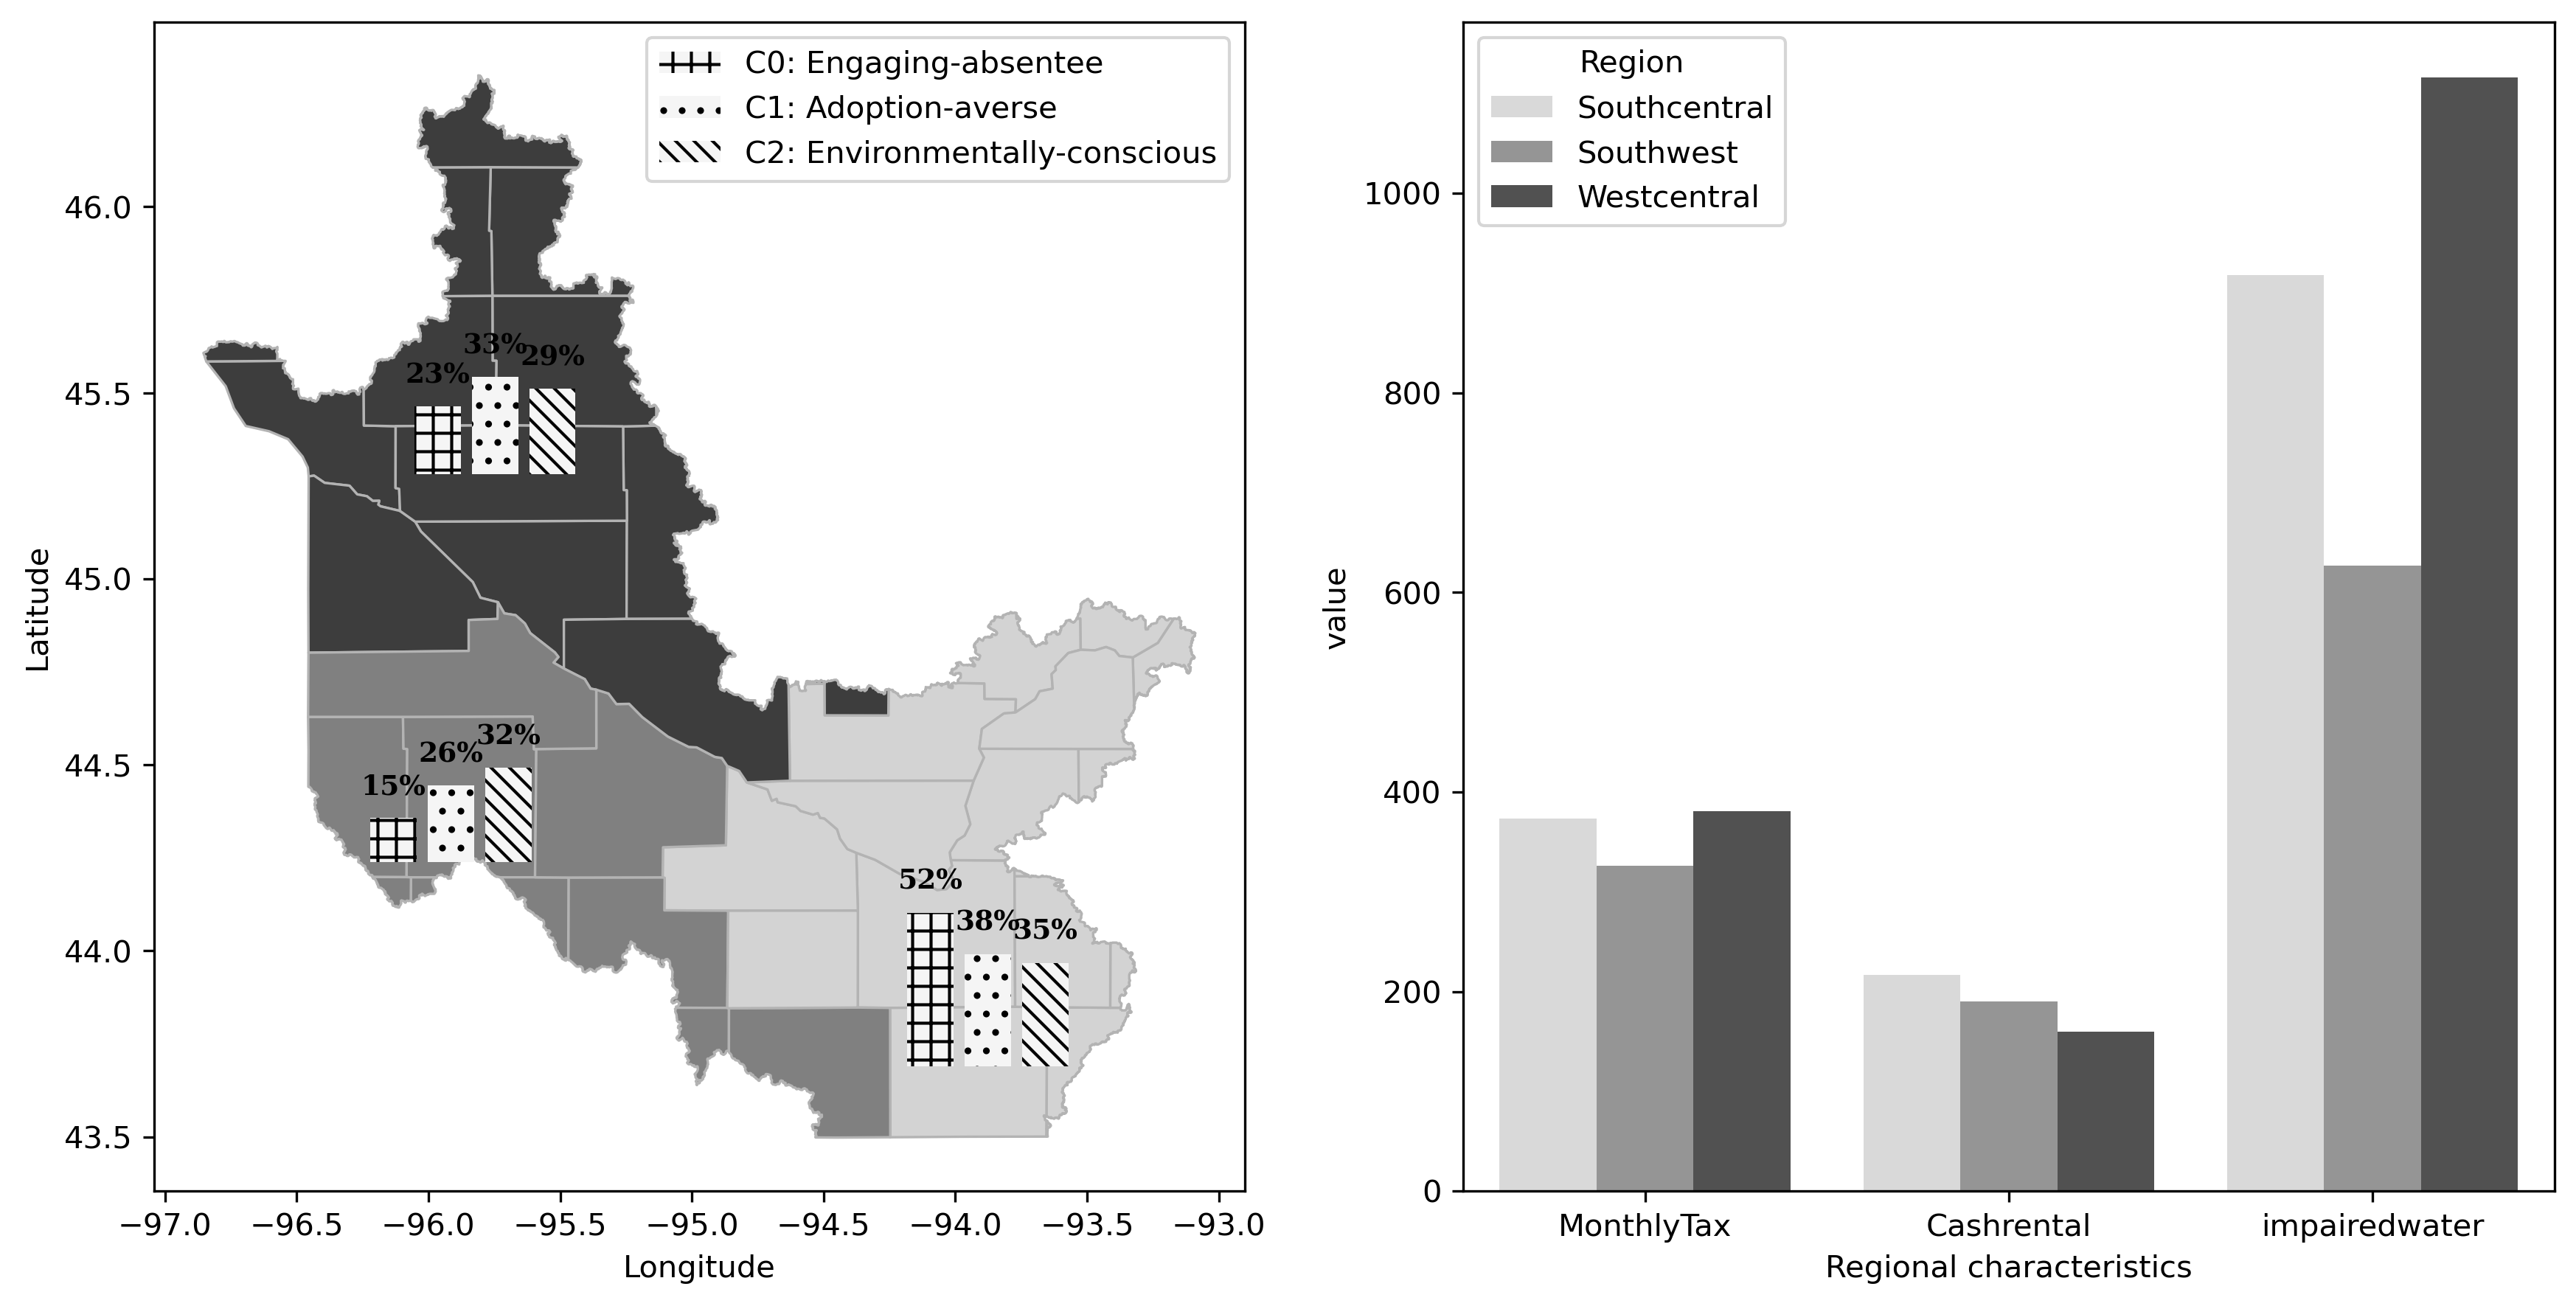 C0: Engaging-absentee
C1: Adoption-averse
C2: Environmentally-conscious
46.0
45.5
45.0
44.5
44.0
43.5
Latitude
33%
29%
23%
32%
26%
15%
52%
38%
35%
−97.0 −96.5 −96.0 −95.5 −95.0 −94.5 −94.0 −93.5 −93.0
Longitude
Region
Southcentral
Southwest
Westcentral
1000
800
600
400
200
0
value
MonthlyTax Cashrental impairedwater
Regional characteristics